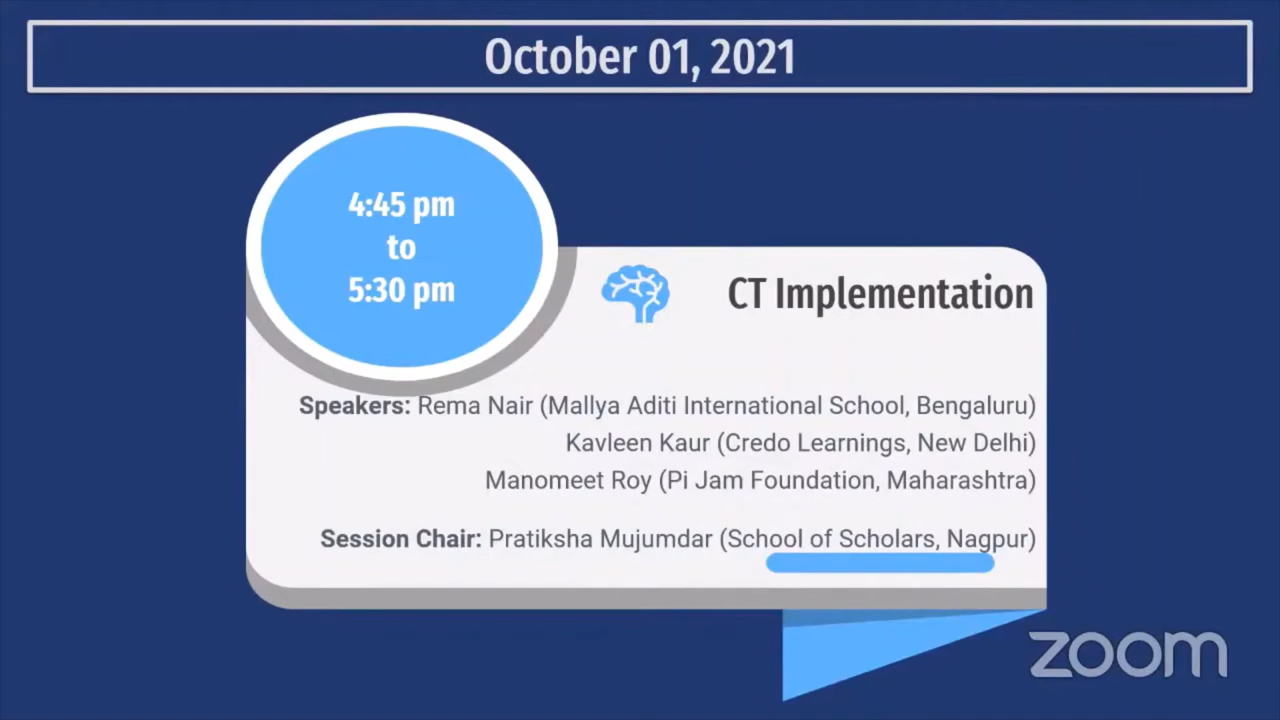 October 01, 2021
4:45 pm
to
5:30 pm
CT Implementation
Speakers: Rema Nair (Mallya Aditi International School, Bengaluru)
Kavleen Kaur (Credo Learnings, New Delhi)
Manomeet Roy (Pi Jam Foundation, Maharashtra)
Session Chair: Pratiksha Mujumdar (School of Scholars, Nagpur)
zoom